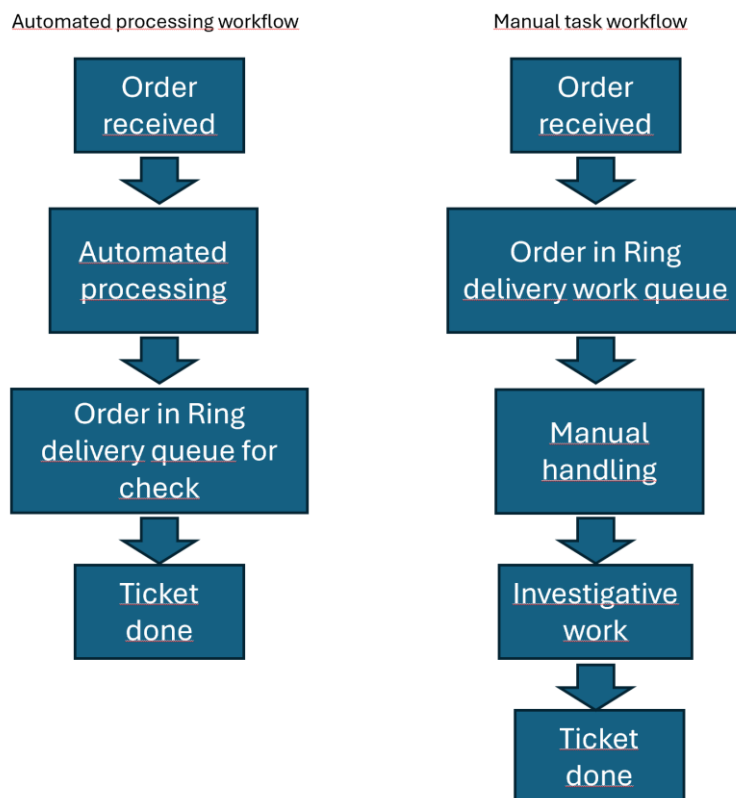 Automated processing workflow
Order
received
Automated
processing
Order in Ring
delivery queue for
check
Ticket
done
Manual task workflow
Order
received
Order in Ring
delivery work queue
Manual
handling
Investigative
work
Ticket
done